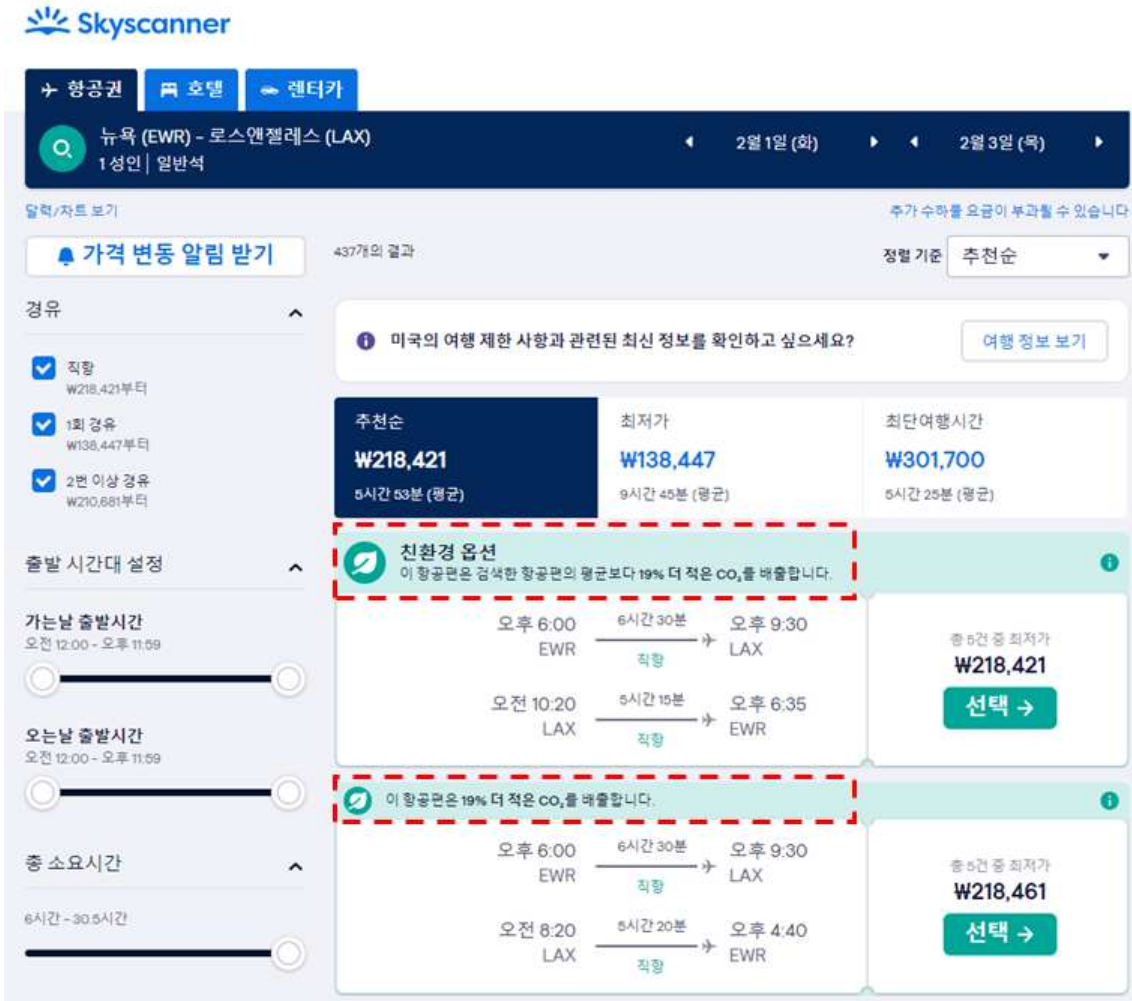 Skyscanner
항공권
호텔
렌터카
뉴욕 (EWR) - 로스앤젤레스 (LAX)
1 성인 | 일반석
2월 1일 (화)
2월 3일 (목)
달력/차트 보기
추가 수하물 요금이 부과될 수 있습니다
가격 변동 알림 받기
437개의 결과
정렬 기준
추천순
경유
직항
₩218,421부터
1회 경유
₩138,447부터
2번 이상 경유
₩210,681부터
출발 시간대 설정
가는날 출발시간
오전 12:00 - 오후 11:59
오는날 출발시간
오전 12:00 - 오후 11:59
총 소요시간
6시간 - 30.5시간
미국의 여행 제한 사항과 관련된 최신 정보를 확인하고 싶으세요?
여행 정보 보기
추천순
₩218,421
5시간 53분 (평균)
최저가
₩138,447
9시간 45분 (평균)
최단여행시간
₩301,700
5시간 25분 (평균)
친환경 옵션
이 항공편은 검색한 항공편의 평균보다 19% 더 적은 CO₂를 배출합니다.
오후 6:00
EWR
6시간 30분
직항
오후 9:30
LAX
오전 10:20
LAX
5시간 15분
직항
오후 6:35
EWR
총 5건 중 최저가
₩218,421
선택 →
이 항공편은 19% 더 적은 CO₂를 배출합니다.
오후 6:00
EWR
6시간 30분
직항
오후 9:30
LAX
오전 8:20
LAX
5시간 20분
직항
오후 4:40
EWR
총 5건 중 최저가
₩218,461
선택 →